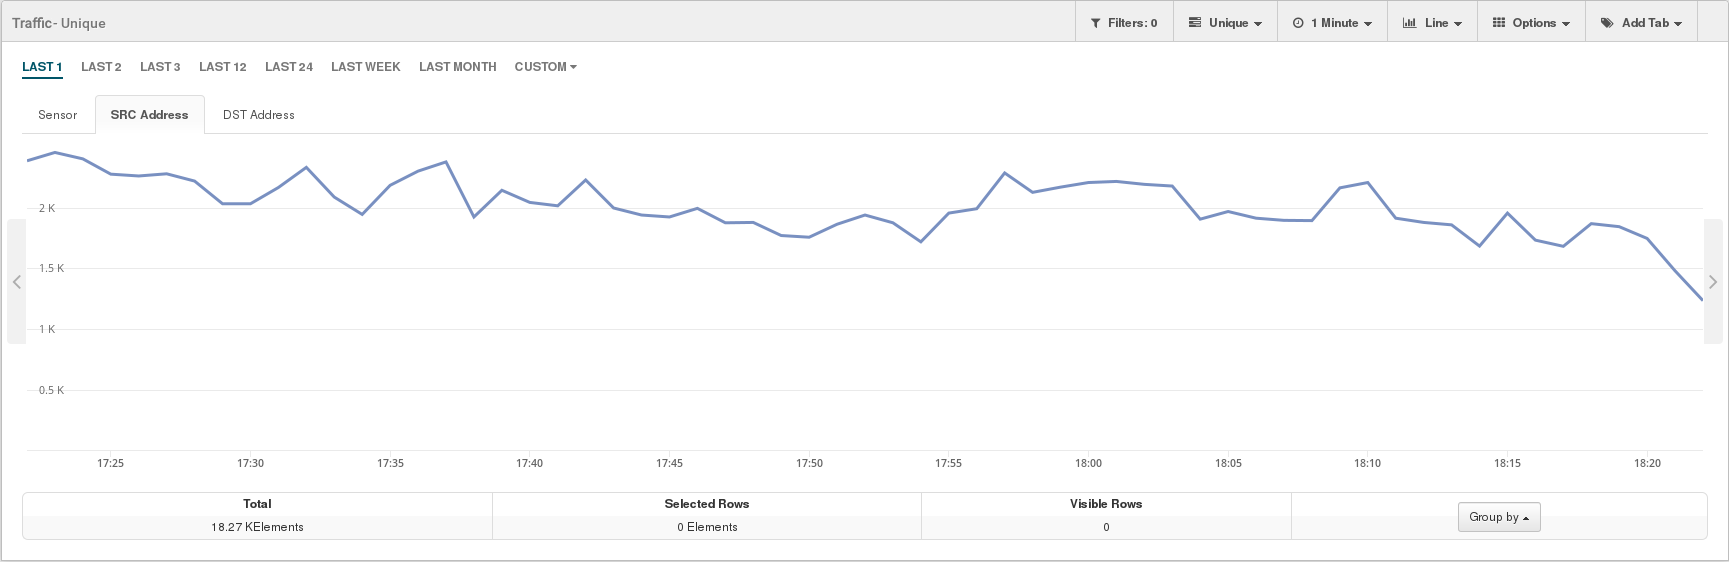 Traffic- Unique
Filters: 0
Unique
1 Minute
Line
Options
Add Tab
LAST 1 LAST 2 LAST 3 LAST 12 LAST 24 LAST WEEK LAST MONTH CUSTOM
Sensor SRC Address DST Address
2 K
1.5 K
1 K
0.5 K
17:25 17:30 17:35 17:40 17:45 17:50 17:55 18:00 18:05 18:10 18:15 18:20
Total Selected Rows Visible Rows
18.27 KElements 0 Elements 0
Group by